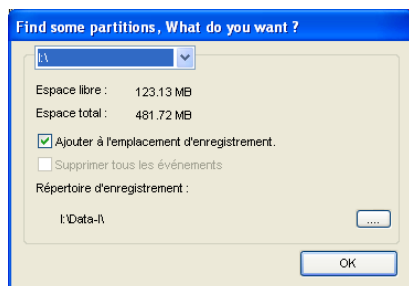 Find some partitions, What do you want ?
I:\
Espace libre : 123.13 MB
Espace total : 481.72 MB
Ajouter à l'emplacement d'enregistrement.
Supprimer tous les événements
Répertoire d'enregistrement :
I:\Data-I\
....
OK